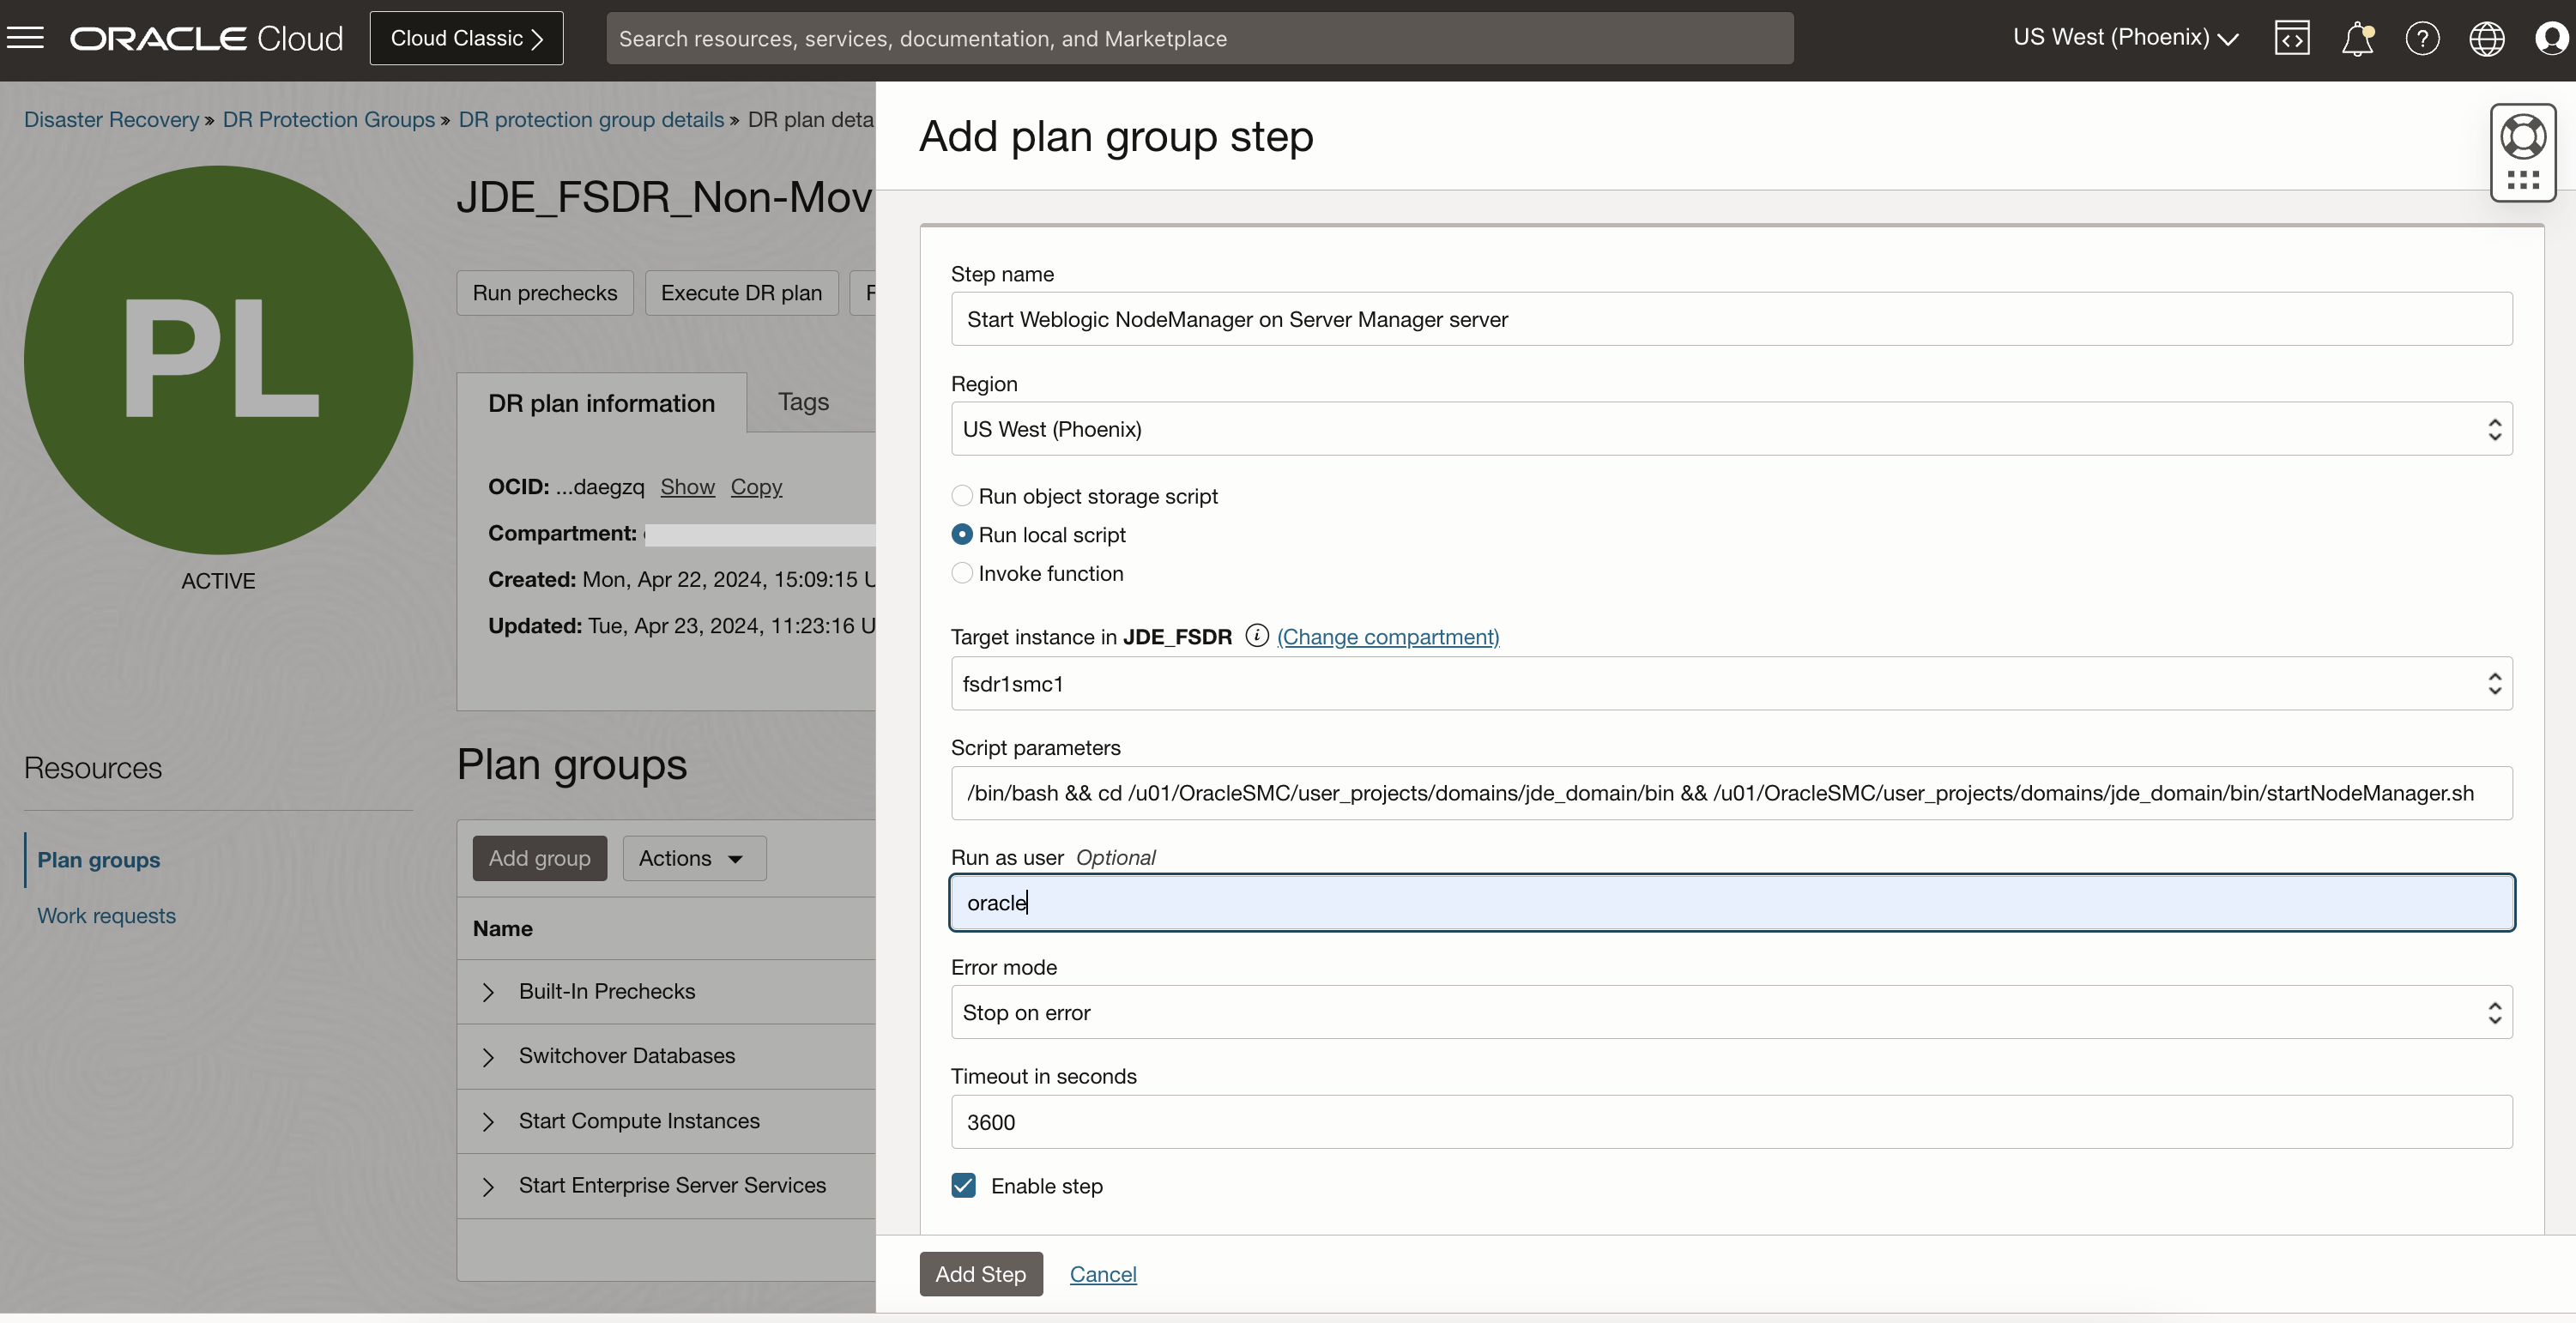 ORACLE Cloud
Cloud Classic
Search resources, services, documentation, and Marketplace
US West (Phoenix)
Disaster Recovery » DR Protection Groups » DR protection group details » DR plan deta
PL
ACTIVE
JDE_FSDR_Non-Mov
Run prechecks
Execute DR plan
DR plan information
Tags
OCID: ...daegzq Show Copy
Compartment:
Created: Mon, Apr 22, 2024, 15:09:15 U
Updated: Tue, Apr 23, 2024, 11:23:16 U
Resources
Plan groups
Work requests
Plan groups
Add group
Actions
Name
Built-In Prechecks
Switchover Databases
Start Compute Instances
Start Enterprise Server Services
Add plan group step
Step name
Start Weblogic NodeManager on Server Manager server
Region
US West (Phoenix)
Run object storage script
Run local script
Invoke function
Target instance in JDE_FSDR (Change compartment)
fsdr1smc1
Script parameters
/bin/bash && cd /u01/OracleSMC/user_projects/domains/jde_domain/bin && /u01/OracleSMC/user_projects/domains/jde_domain/bin/startNodeManager.sh
Run as user Optional
oracle
Error mode
Stop on error
Timeout in seconds
3600
Enable step
Add Step
Cancel